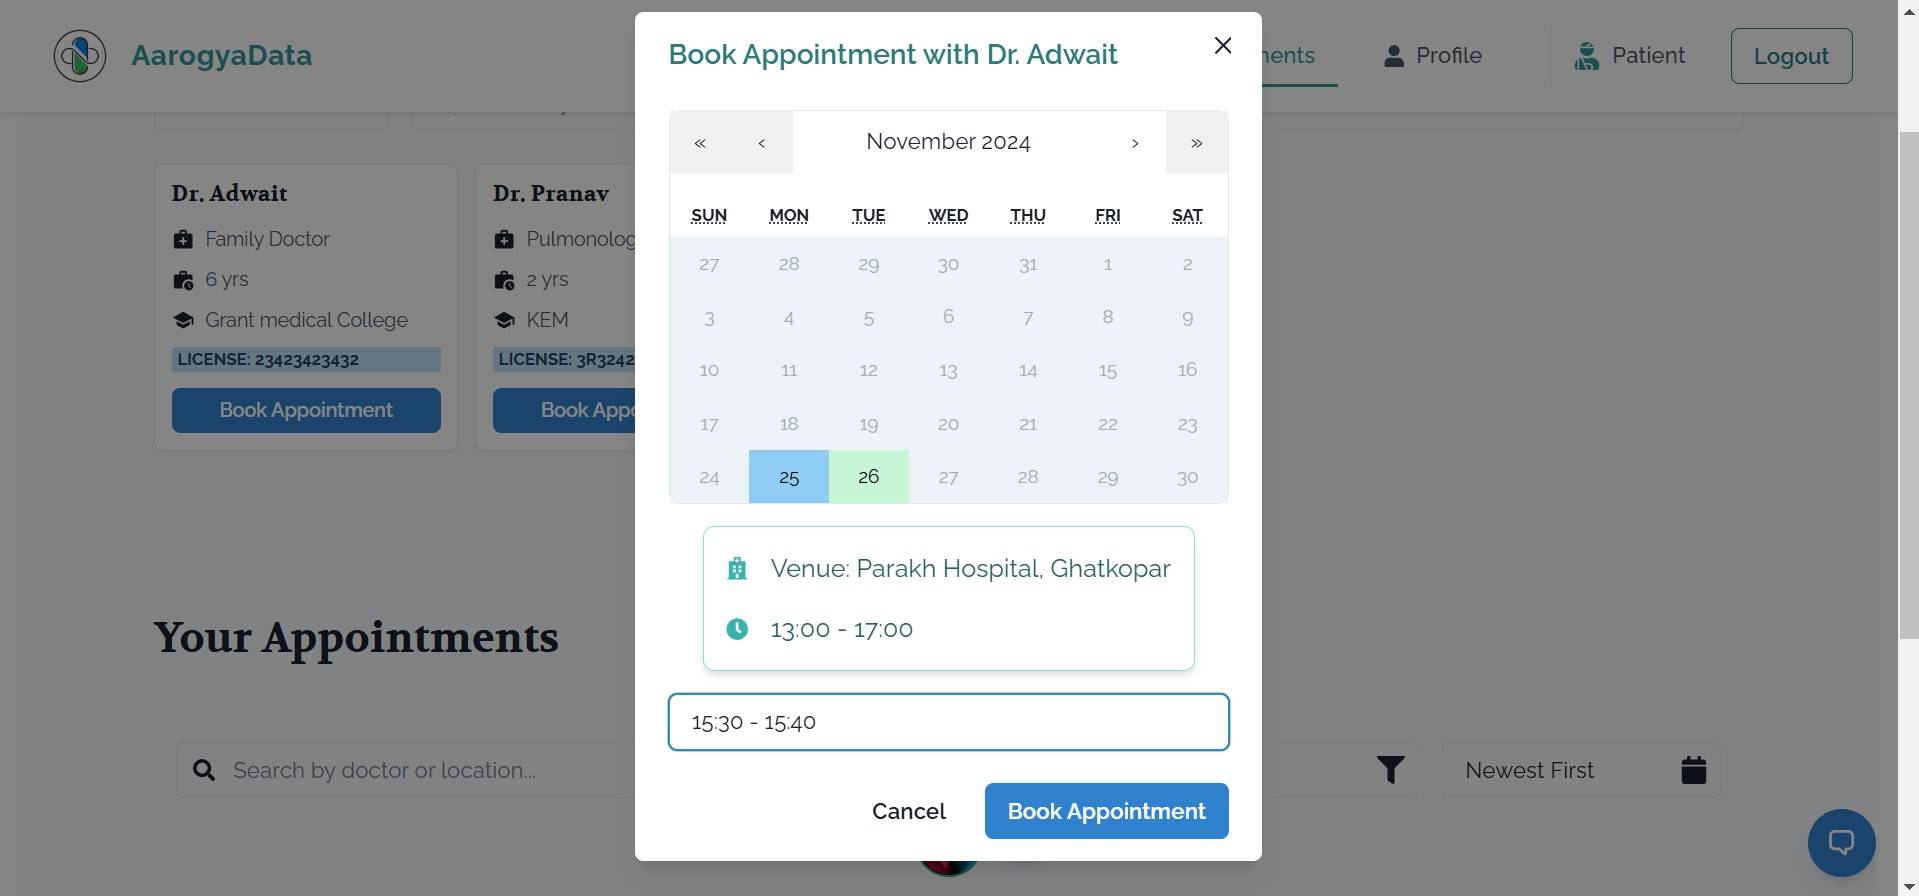 AarogyaData
ments
Profile
Patient
Logout
Dr. Adwait
Family Doctor
6 yrs
Grant medical College
LICENSE: 23423423432
Book Appointment
Dr. Pranav
Pulmonolog
2 yrs
KEM
LICENSE: 3R3242
Book Appo
Book Appointment with Dr. Adwait
« ‹ November 2024 › »
SUN MON TUE WED THU FRI SAT
27 28 29 30 31 1 2
3 4 5 6 7 8 9
10 11 12 13 14 15 16
17 18 19 20 21 22 23
24 25 26 27 28 29 30
Venue: Parakh Hospital, Ghatkopar
13:00 - 17:00
15:30 - 15:40
Cancel
Book Appointment
Your Appointments
Search by doctor or location...
Newest First